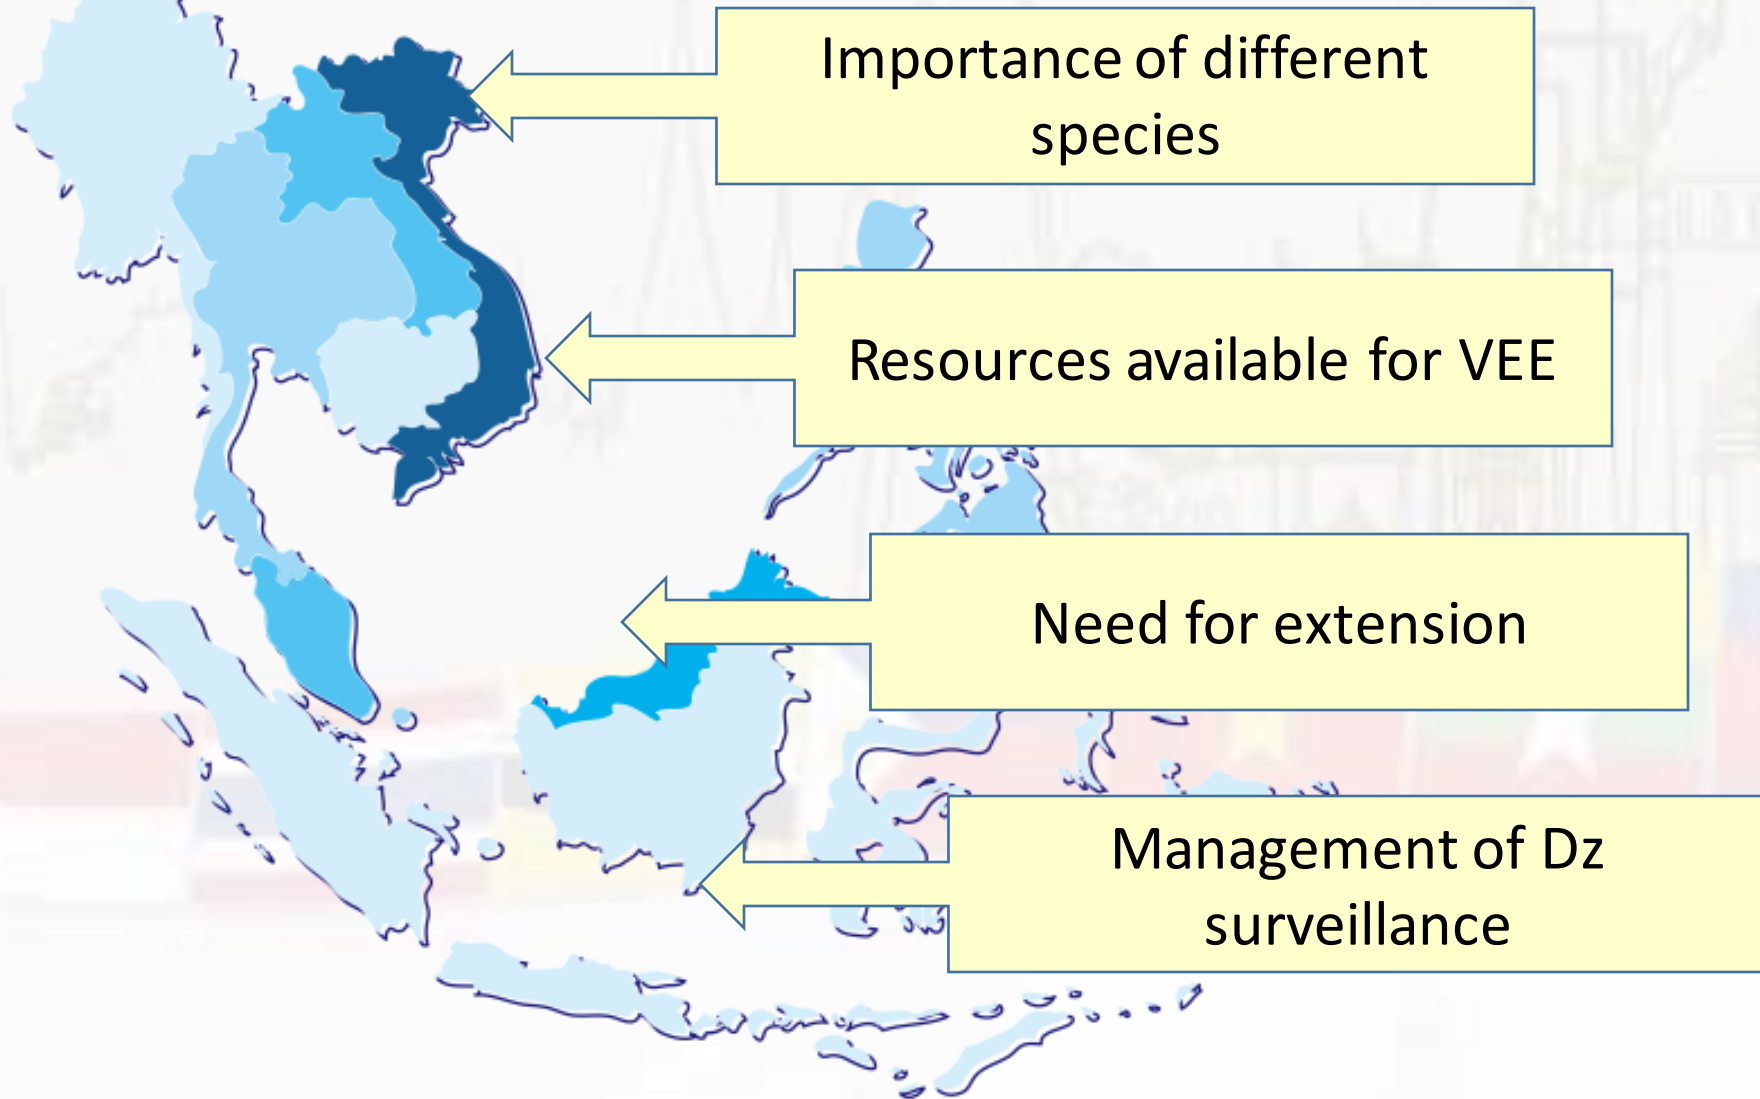 Importance of different
species
Resources available for VEE
Need for extension
Management of Dz
surveillance